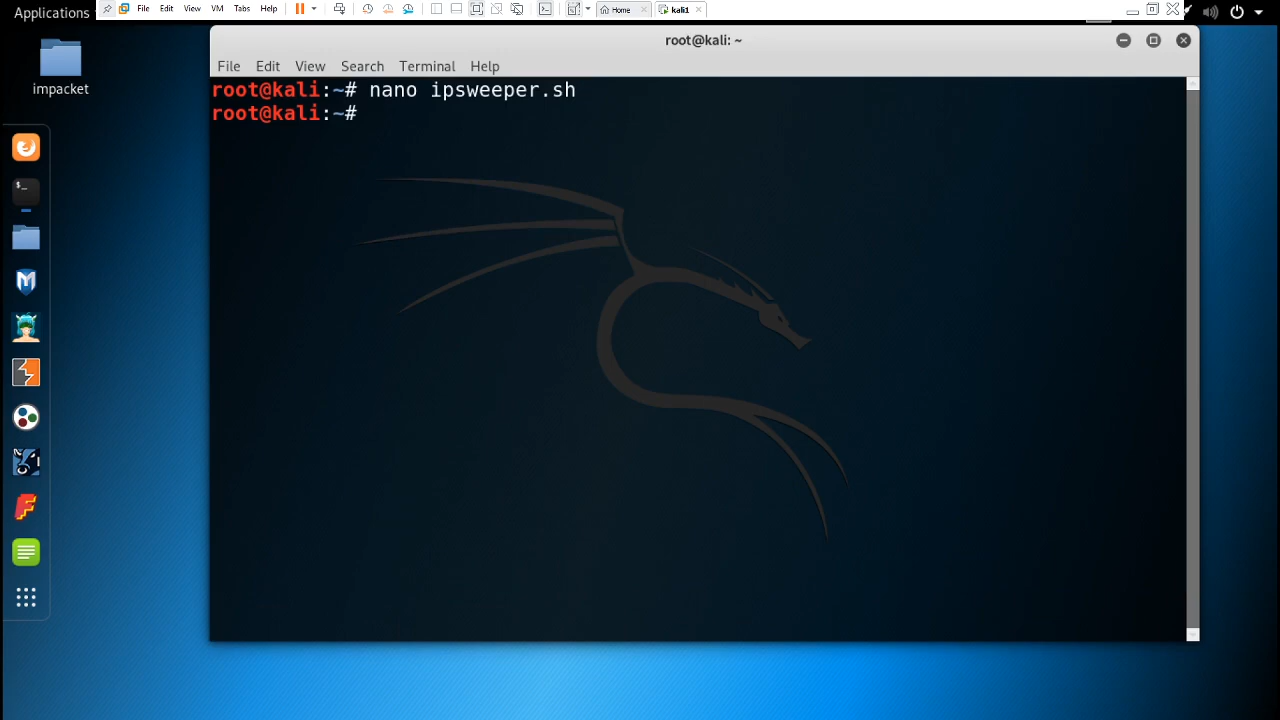 Applications
File Edit View VM Tabs Help
Home
kali1
root@kali: ~
File Edit View Search Terminal Help
impacket
root@kali:~# nano ipsweeper.sh
root@kali:~#
$_